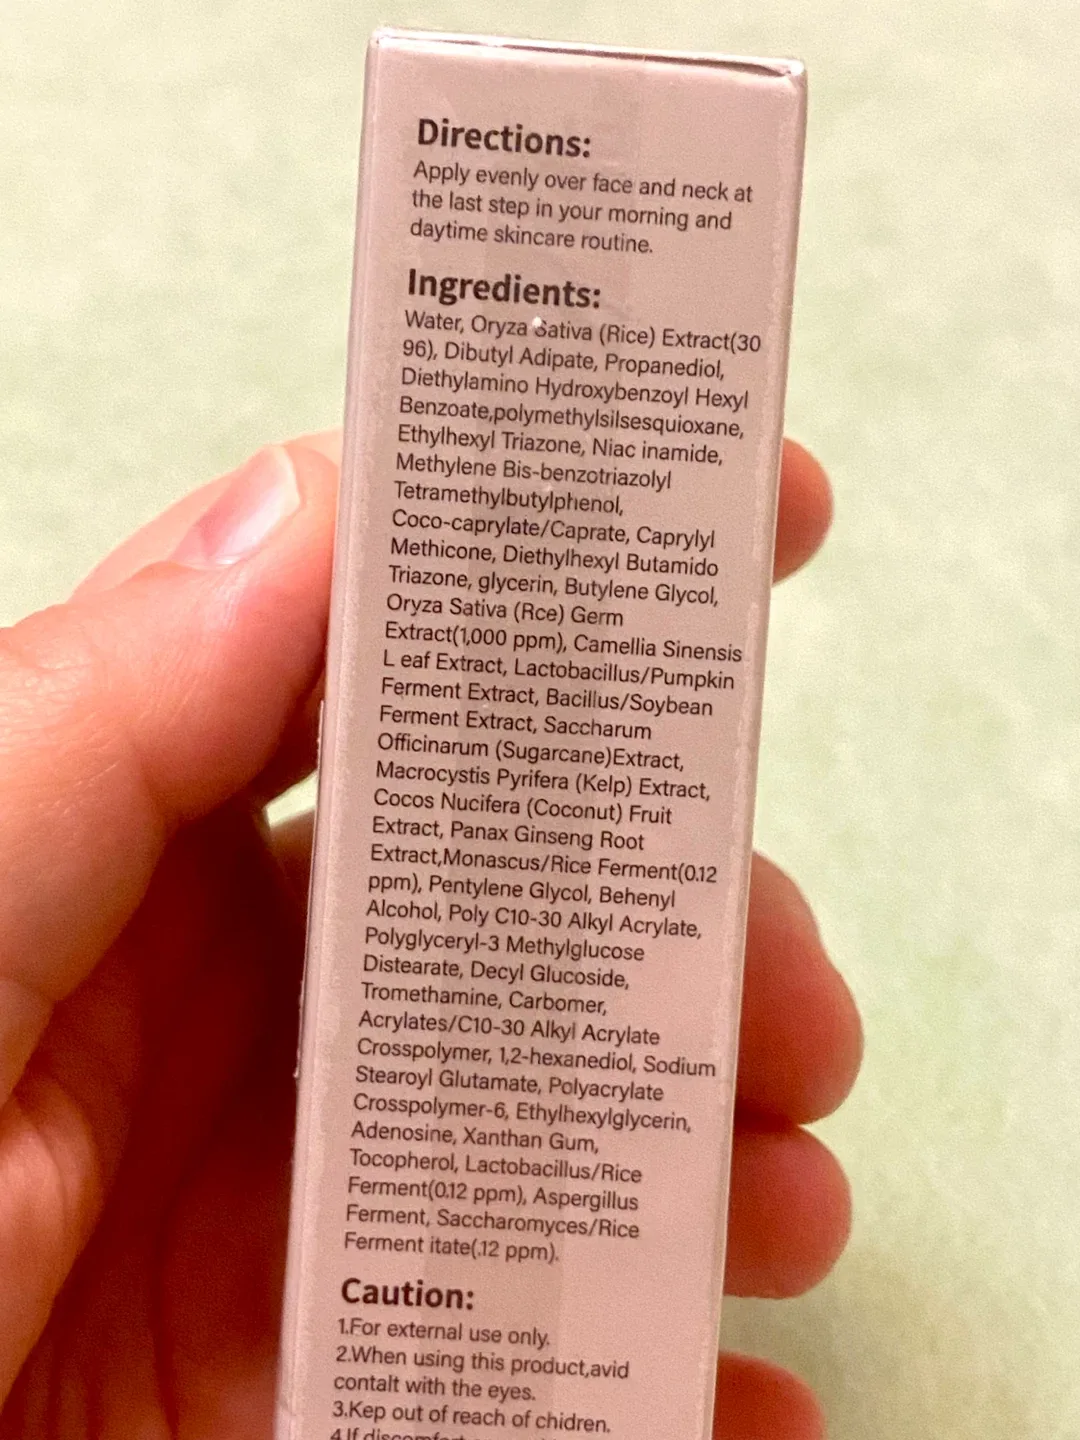 Directions:
Apply evenly over face and neck at
the last step in your morning and
daytime skincare routine.
Ingredients:
Water, Oryza Sativa (Rice) Extract(30
96), Dibutyl Adipate, Propanediol,
Diethylamino Hydroxybenzoyl Hexyl
Benzoate,polymethylsilsesquioxane,
Ethylhexyl Triazone, Niac inamide,
Methylene Bis-benzotriazolyl
Tetramethylbutylphenol,
Coco-caprylate/Caprate, Caprylyl
Methicone, Diethylhexyl Butamido
Triazone, glycerin, Butylene Glycol,
Oryza Sativa (Rce) Germ
Extract(1,000 ppm), Camellia Sinensis
L eaf Extract, Lactobacillus/Pumpkin
Ferment Extract, Bacillus/Soybean
Ferment Extract, Saccharum
Officinarum (Sugarcane)Extract,
Macrocystis Pyrifera (Kelp) Extract,
Cocos Nucifera (Coconut) Fruit
Extract, Panax Ginseng Root
Extract,Monascus/Rice Ferment(0.12
ppm), Pentylene Glycol, Behenyl
Alcohol, Poly C10-30 Alkyl Acrylate,
Polyglyceryl-3 Methylglucose
Distearate, Decyl Glucoside,
Tromethamine, Carbomer,
Acrylates/C10-30 Alkyl Acrylate
Crosspolymer, 1,2-hexanediol, Sodium
Stearoyl Glutamate, Polyacrylate
Crosspolymer-6, Ethylhexylglycerin,
Adenosine, Xanthan Gum,
Tocopherol, Lactobacillus/Rice
Ferment(0.12 ppm), Aspergillus
Ferment, Saccharomyces/Rice
Ferment itate(.12 ppm).
Caution:
1.For external use only.
2.When using this product,avid
contalt with the eyes.
3.Kep out of reach of chidren.
4.If